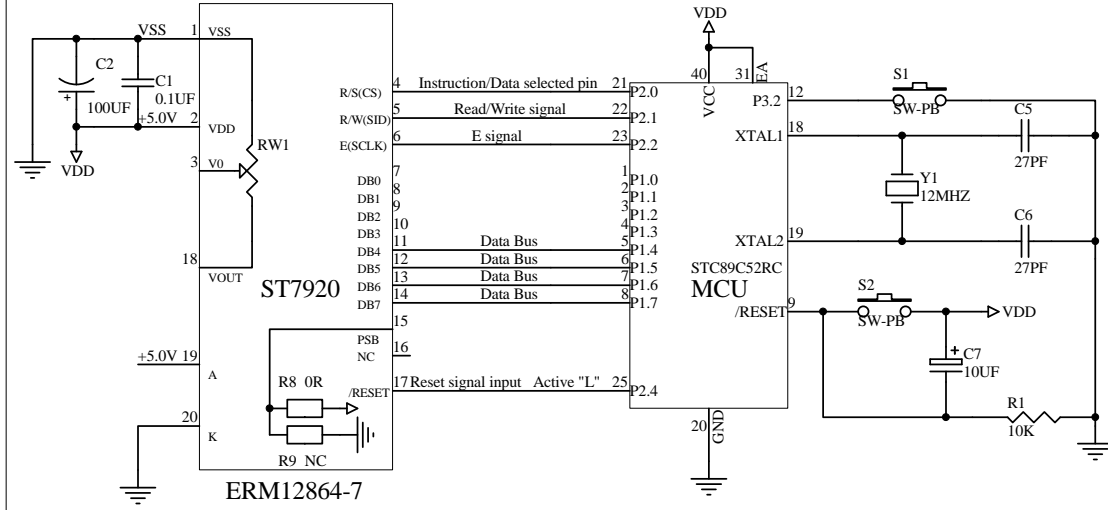 VDD
VSS 1 VSS
C2
100UF
C1
0.1UF
+5.0V 2 VDD
VDD
3 V0
RW1
18 VOUT
ST7920
+5.0V 19 A
20 K
R/S(CS) 4 Instruction/Data selected pin 21 P2.0
R/W(SID) 5 Read/Write signal 22 P2.1
E(SCLK) 6 E signal 23 P2.2
DB0 7
DB1 8
DB2 9
DB3 10
DB4 11 Data Bus 5 P1.4
DB5 12 Data Bus 6 P1.5
DB6 13 Data Bus 7 P1.6
DB7 14 Data Bus 8 P1.7
1 P1.0
2 P1.1
3 P1.2
4 P1.3
PSB 15
NC 16
/RESET 17 Reset signal input Active "L" 25 P2.4
R8 0R
R9 NC
ERM12864-7
40 VCC
31 EA
STC89C52RC
MCU
20 GND
P3.2 12
S1
SW-PB
XTAL1 18
C5
27PF
Y1
12MHZ
XTAL2 19
C6
27PF
/RESET 9
S2
SW-PB
VDD
C7
10UF
R1
10K